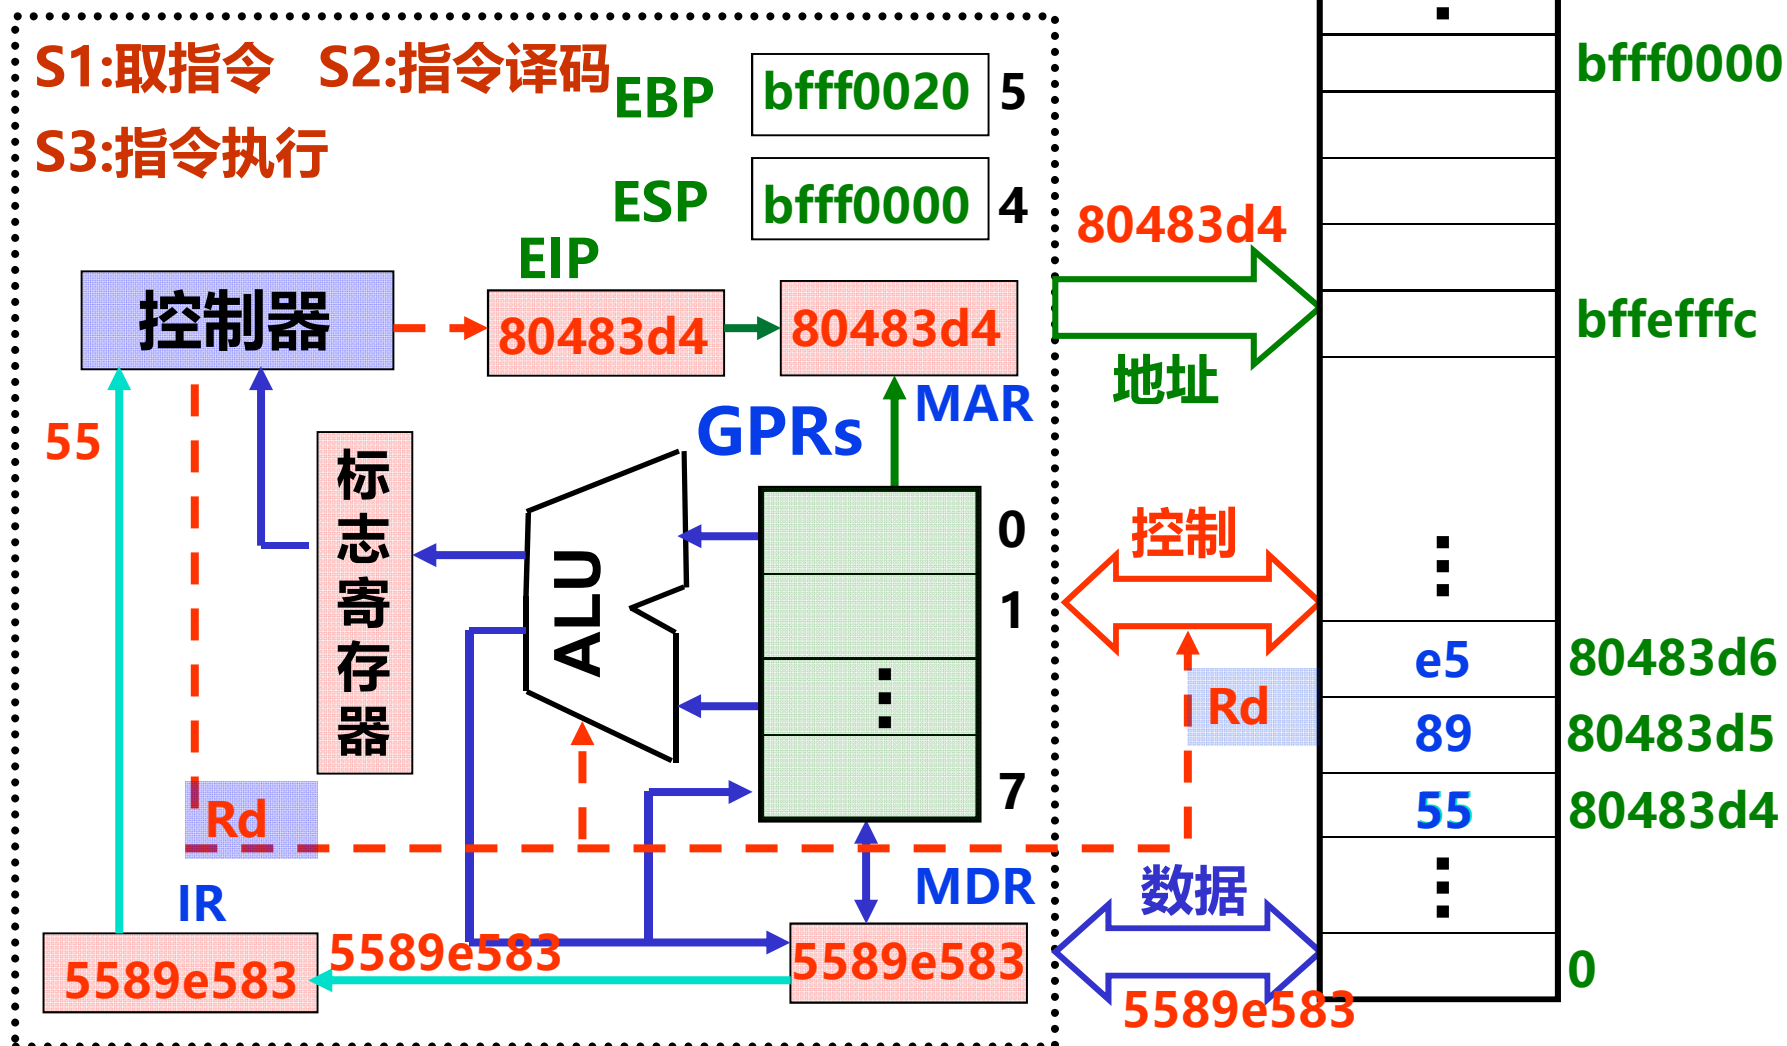 S1:取指令 S2:指令译码
S3:指令执行
EBP
bfff0020
5
ESP
bfff0000
4
EIP
控制器
80483d4
80483d4
MAR
80483d4
地址
bfff0000
bffefffc
55
标志寄存器
ALU
GPRs
0
1
7
控制
Rd
Rd
e5
80483d6
89
80483d5
55
80483d4
0
IR
5589e583
5589e583
MDR
5589e583
数据
5589e583